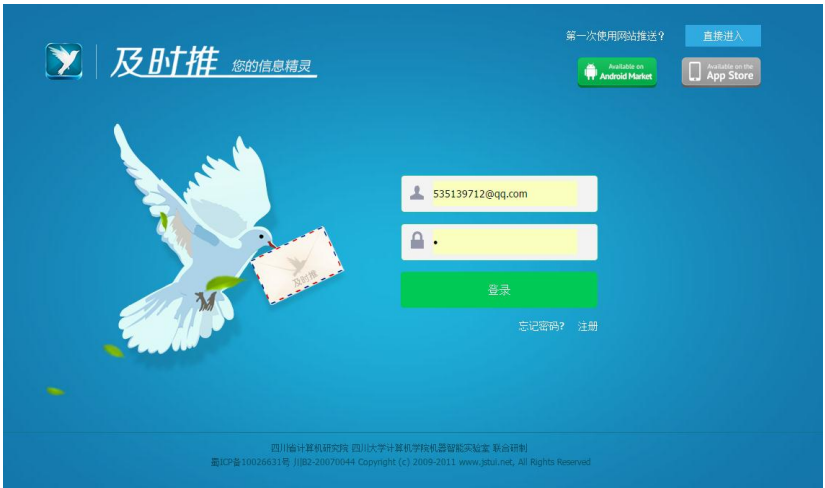 第一次使用网站推送？ 直接进入
及时推 您的信息精灵
Available on
Android Market
Available on the
App Store
535139712@qq.com
及时推
•
登录
忘记密码? 注册
四川省计算机研究院 四川大学计算机学院机器智能实验室 联合研制
蜀ICP备10026631号 川B2-20070044 Copyright (c) 2009-2011 www.jstui.net, All Rights Reserved